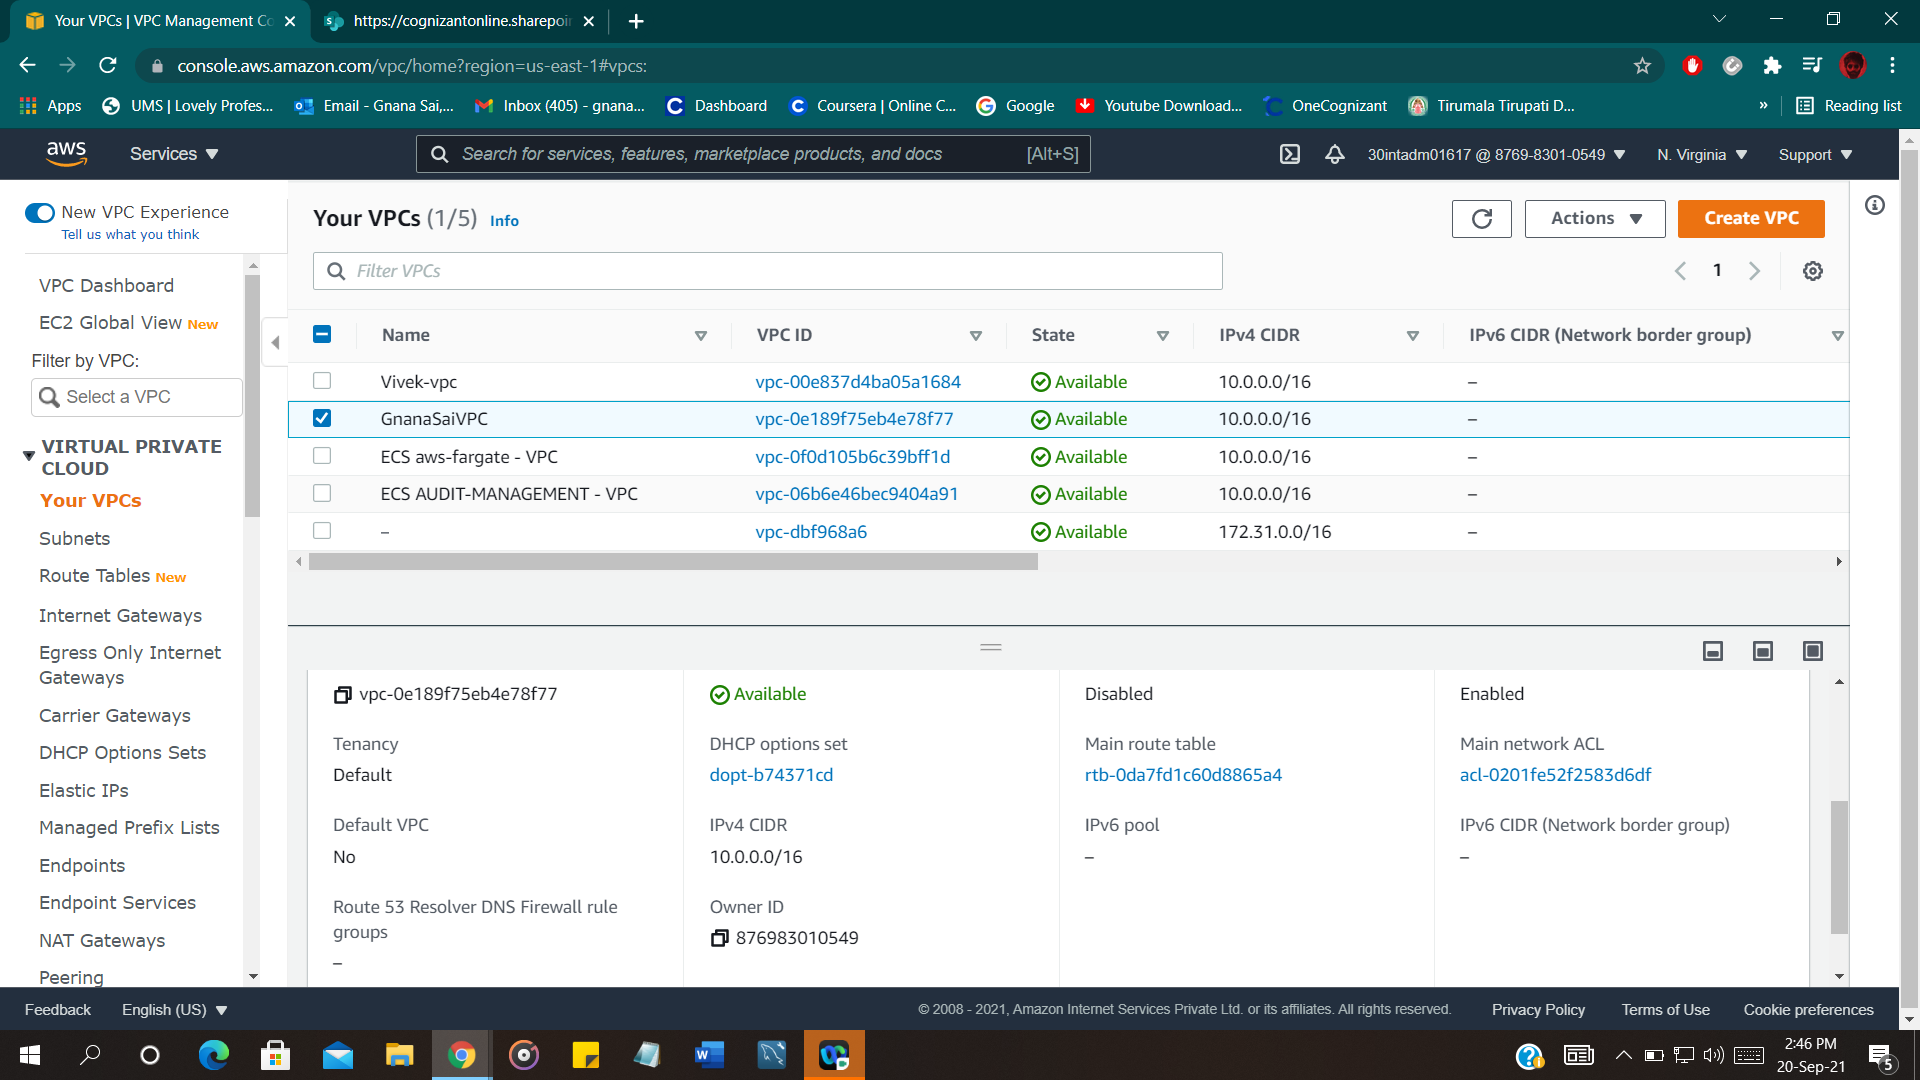 Your VPCs | VPC Management Co
https://cognizantonline.sharepoin
console.aws.amazon.com/vpc/home?region=us-east-1#vpcs:
Apps
UMS | Lovely Profes...
Email - Gnana Sai,...
Inbox (405) - gnana...
Dashboard
Coursera | Online C...
Google
Youtube Download...
OneCognizant
Tirumala Tirupati D...
»
Reading list
aws
Services
Search for services, features, marketplace products, and docs
[Alt+S]
30intadm01617 @ 8769-8301-0549
N. Virginia
Support
New VPC Experience
Tell us what you think
VPC Dashboard
EC2 Global View New
Filter by VPC:
Select a VPC
VIRTUAL PRIVATE
CLOUD
Your VPCs
Subnets
Route Tables New
Internet Gateways
Egress Only Internet
Gateways
Carrier Gateways
DHCP Options Sets
Elastic IPs
Managed Prefix Lists
Endpoints
Endpoint Services
NAT Gateways
Peering
Your VPCs (1/5) Info
Actions
Create VPC
Filter VPCs
1
Name VPC ID State IPv4 CIDR IPv6 CIDR (Network border group)
Vivek-vpc vpc-00e837d4ba05a1684 Available 10.0.0.0/16 –
GnanaSaiVPC vpc-0e189f75eb4e78f77 Available 10.0.0.0/16 –
ECS aws-fargate - VPC vpc-0f0d105b6c39bff1d Available 10.0.0.0/16 –
ECS AUDIT-MANAGEMENT - VPC vpc-06b6e46bec9404a91 Available 10.0.0.0/16 –
– vpc-dbf968a6 Available 172.31.0.0/16 –
vpc-0e189f75eb4e78f77
Available
Disabled
Enabled
Tenancy
Default
DHCP options set
dopt-b74371cd
Main route table
rtb-0da7fd1c60d8865a4
Main network ACL
acl-0201fe52f2583d6df
Default VPC
No
IPv4 CIDR
10.0.0.0/16
IPv6 pool
–
IPv6 CIDR (Network border group)
–
Route 53 Resolver DNS Firewall rule
groups
–
Owner ID
876983010549
Feedback
English (US)
© 2008 - 2021, Amazon Internet Services Private Ltd. or its affiliates. All rights reserved.
Privacy Policy
Terms of Use
Cookie preferences
2:46 PM
20-Sep-21
5